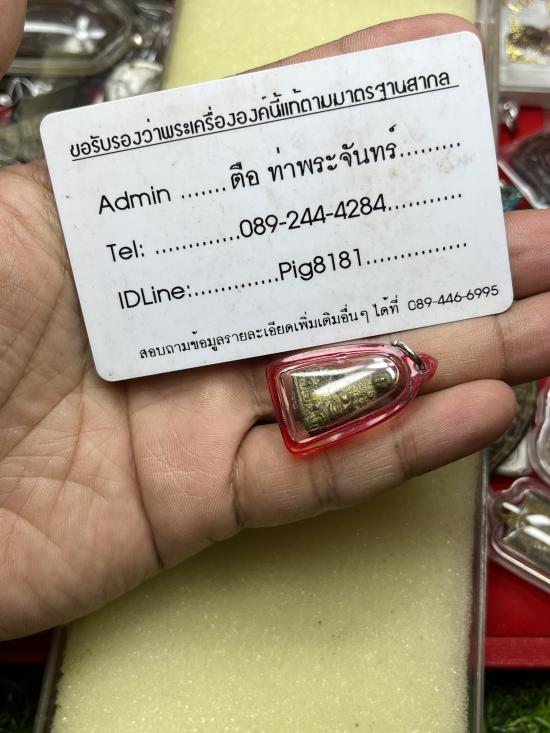 ขอรับรองว่าพระเครื่ององค์นี้แท้ตามมาตรฐานสากล
Admin .......ตือ ท่าพระจันทร์.........
Tel: .............089-244-4284...........
IDLine:.............Pig8181...............
สอบถามข้อมูลรายละเอียดเพิ่มเติมอื่นๆ ได้ที่ 089-446-6995